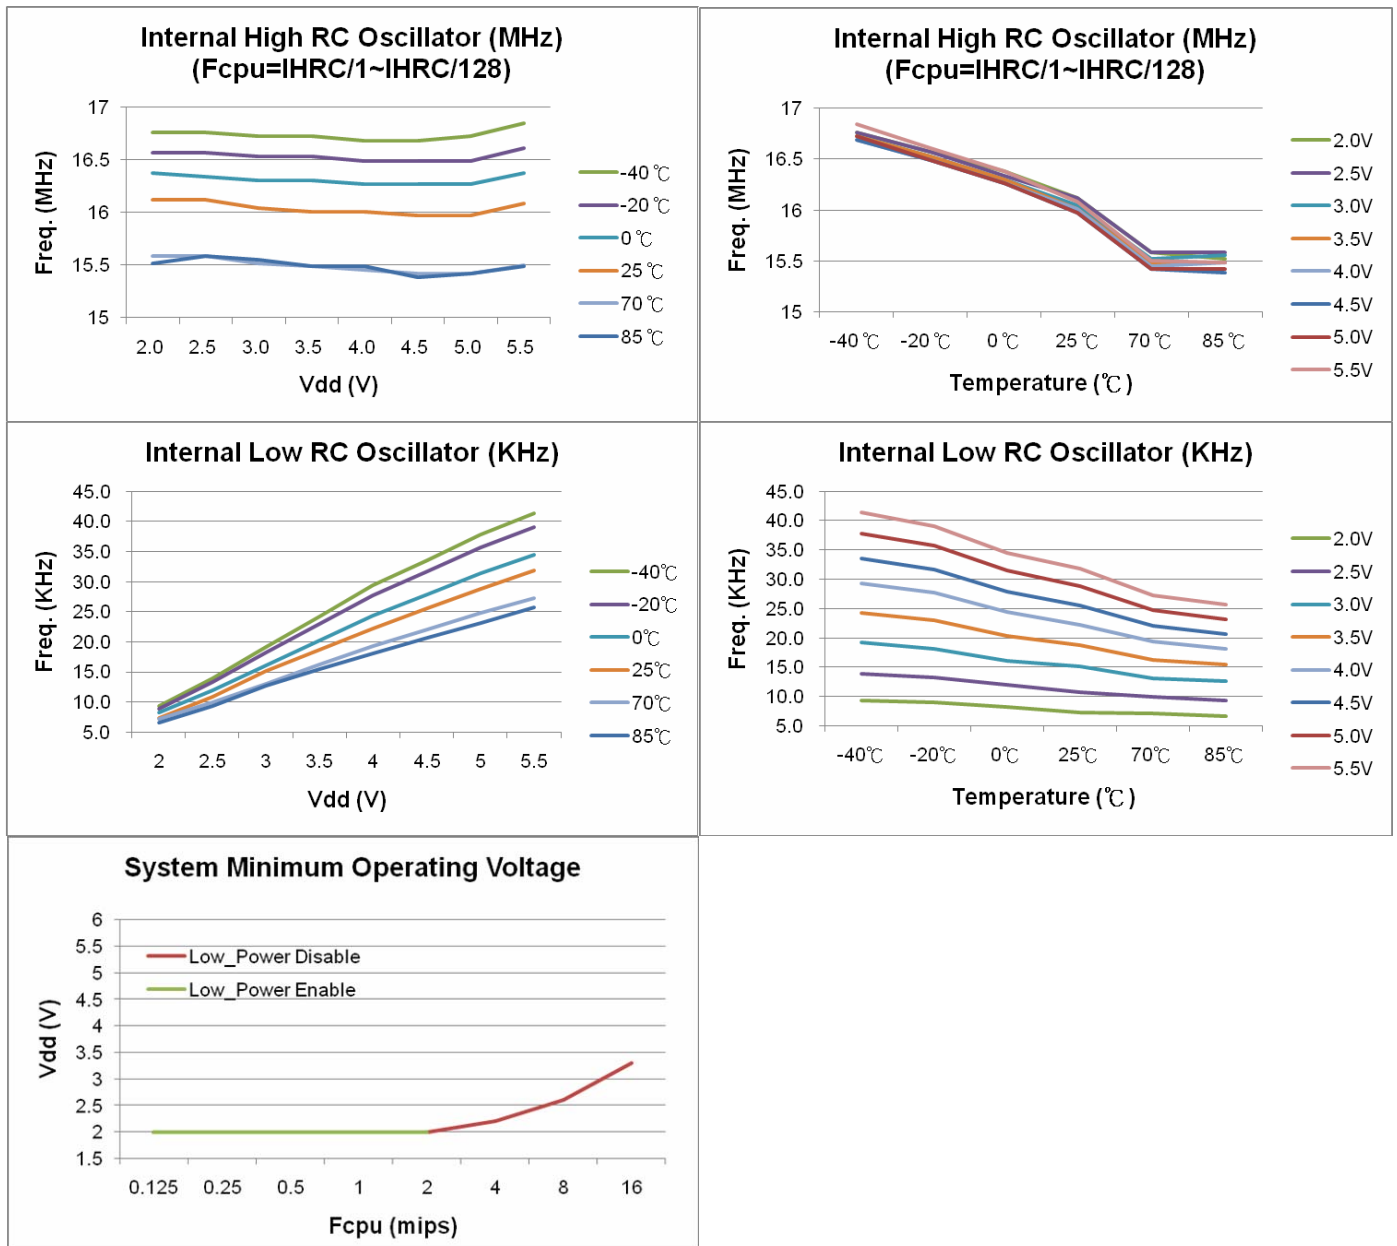 Internal High RC Oscillator (MHz)
(Fcpu=IHRC/1~IHRC/128)
17
16.5
16
15.5
15
Freq. (MHz)
2.0 2.5 3.0 3.5 4.0 4.5 5.0 5.5
Vdd (V)
-40 ℃
-20 ℃
0 ℃
25 ℃
70 ℃
85 ℃
Internal High RC Oscillator (MHz)
(Fcpu=IHRC/1~IHRC/128)
17
16.5
16
15.5
15
Freq. (MHz)
-40 ℃ -20 ℃ 0 ℃ 25 ℃ 70 ℃ 85 ℃
Temperature (℃)
2.0V
2.5V
3.0V
3.5V
4.0V
4.5V
5.0V
5.5V
Internal Low RC Oscillator (KHz)
45.0
40.0
35.0
30.0
25.0
20.0
15.0
10.0
5.0
Freq. (KHz)
2 2.5 3 3.5 4 4.5 5 5.5
Vdd (V)
-40℃
-20℃
0℃
25℃
70℃
85℃
Internal Low RC Oscillator (KHz)
45.0
40.0
35.0
30.0
25.0
20.0
15.0
10.0
5.0
Freq. (KHz)
-40℃ -20℃ 0℃ 25℃ 70℃ 85℃
Temperature (℃)
2.0V
2.5V
3.0V
3.5V
4.0V
4.5V
5.0V
5.5V
System Minimum Operating Voltage
6
5.5
5
4.5
4
3.5
3
2.5
2
1.5
Vdd (V)
Low_Power Disable
Low_Power Enable
0.125 0.25 0.5 1 2 4 8 16
Fcpu (mips)